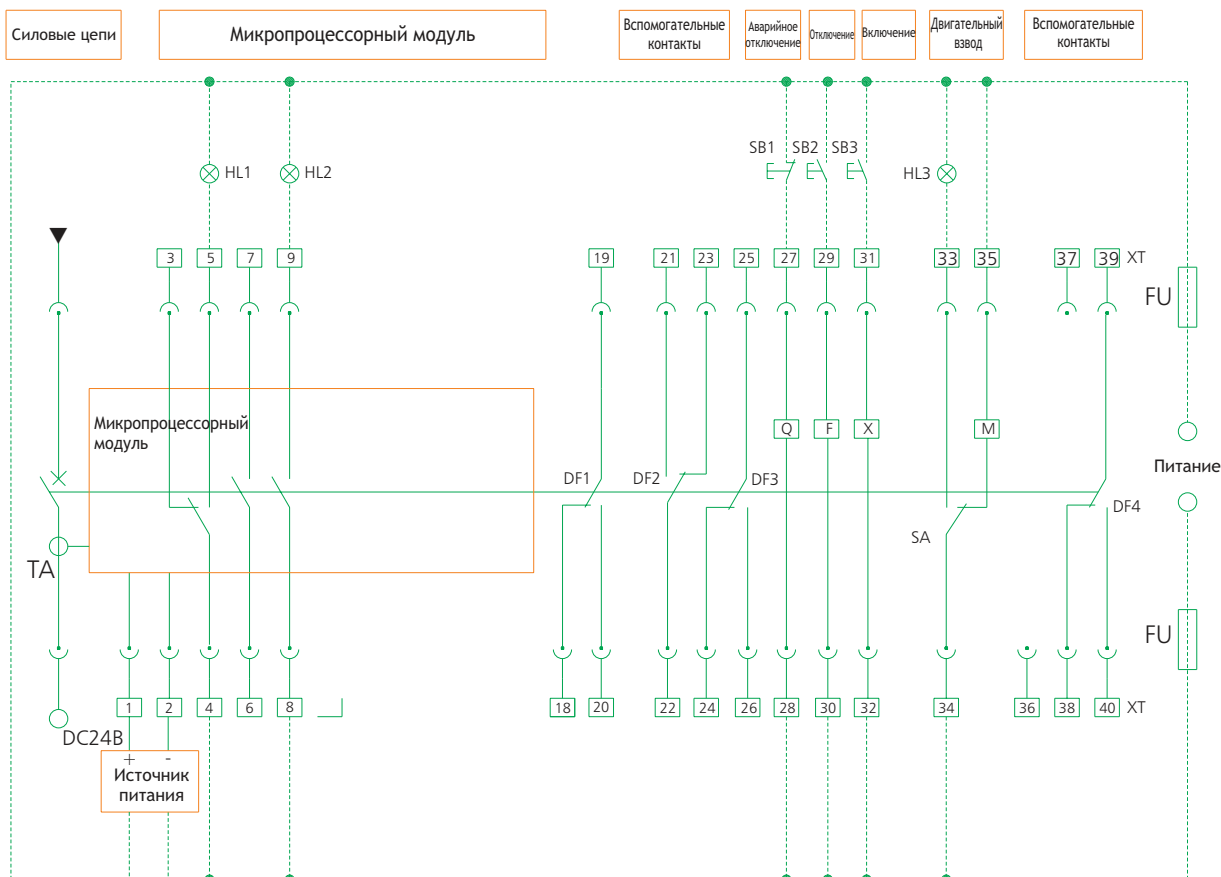 Силовые цепи
Микропроцессорный модуль
Вспомогательные
контакты
Аварийное
отключение
Отключение
Включение
Двигательный
взвод
Вспомогательные
контакты
SB1 SB2 SB3
HL1 HL2 HL3
3 5 7 9 19 21 23 25 27 29 31 33 35 37 39 XT
FU
Микропроцессорный
модуль
Q F X M
Питание
DF1 DF2 DF3
DF4
SA
TA
FU
1 2 4 6 8 18 20 22 24 26 28 30 32 34 36 38 40 XT
DC24В
+ -
Источник
питания